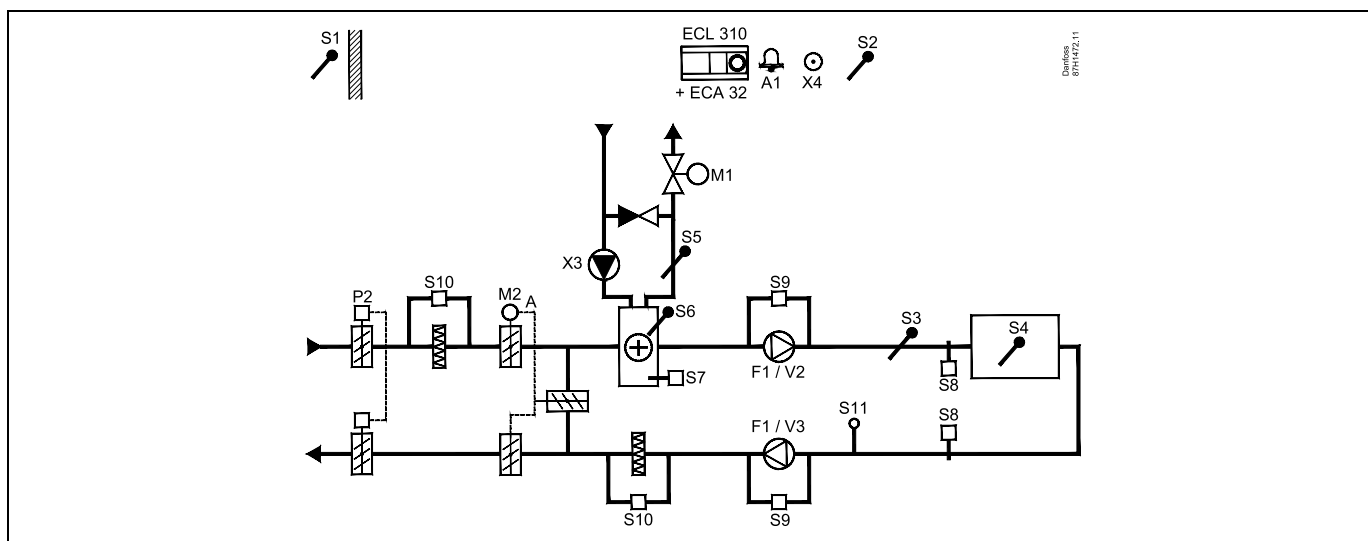 S1
ECL 310
+ ECA 32
A1
X4
S2
Danfoss
87H1472.11
M1
S5
X3
S10
P2
M2
A
S6
S9
S3
S4
S7
F1 / V2
S8
S11
S8
F1 / V3
S10
S9